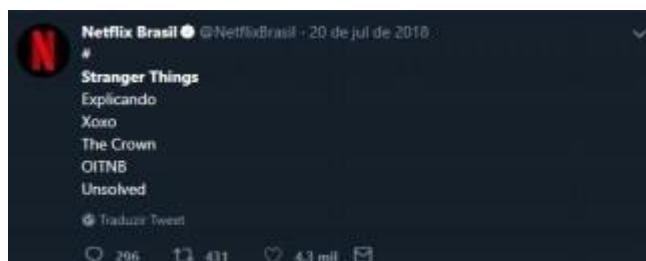 Netflix Brasil @NetflixBrasil · 20 de jul de 2018
#
Stranger Things
Explicando
Xoxo
The Crown
OITNB
Unsolved
Traduzir Tweet
296 431 4,3 mil